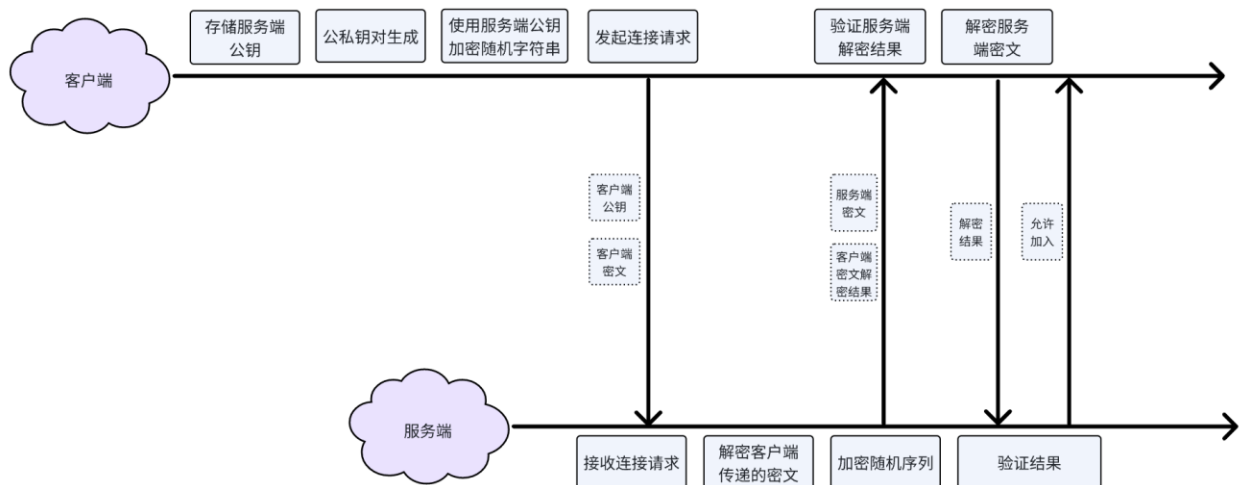 存储服务端
公钥
公私钥对生成
使用服务端公钥
加密随机字符串
发起连接请求
验证服务端
解密结果
解密服务
端密文
客户端
客户端
公钥
客户端
密文
服务端
密文
客户端
密文解
密结果
解密
结果
允许
加入
服务端
接收连接请求
解密客户端
传递的密文
加密随机序列
验证结果